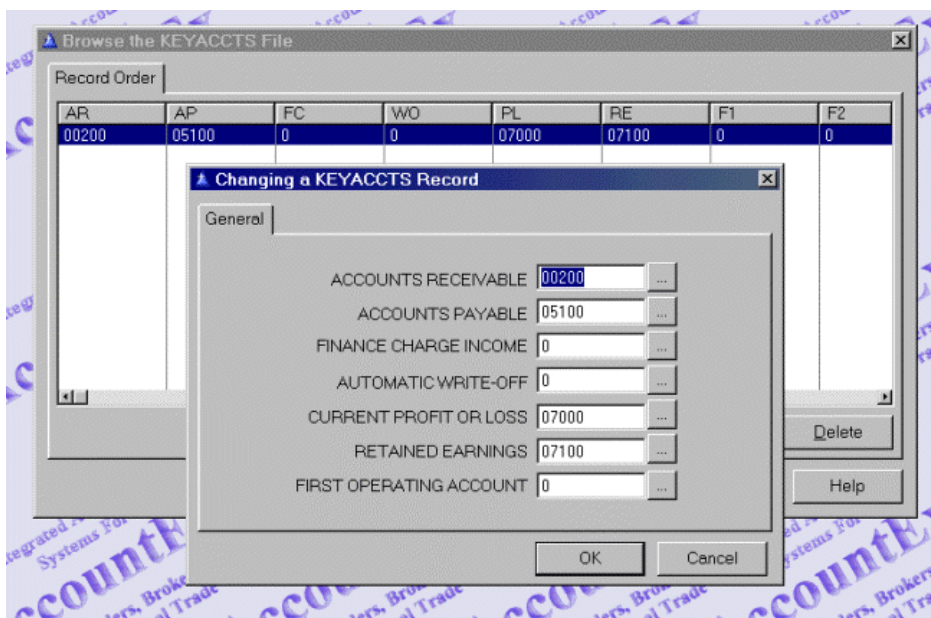 Browse the KEYACCTS File
Record Order
AR AP FC WO PL RE F1 F2
00200 05100 0 0 07000 07100 0 0
Changing a KEYACCTS Record
General
ACCOUNTS RECEIVABLE 00200 ...
ACCOUNTS PAYABLE 05100 ...
FINANCE CHARGE INCOME 0 ...
AUTOMATIC WRITE-OFF 0 ...
CURRENT PROFIT OR LOSS 07000 ...
RETAINED EARNINGS 07100 ...
FIRST OPERATING ACCOUNT 0 ...
OK Cancel
Delete
Help